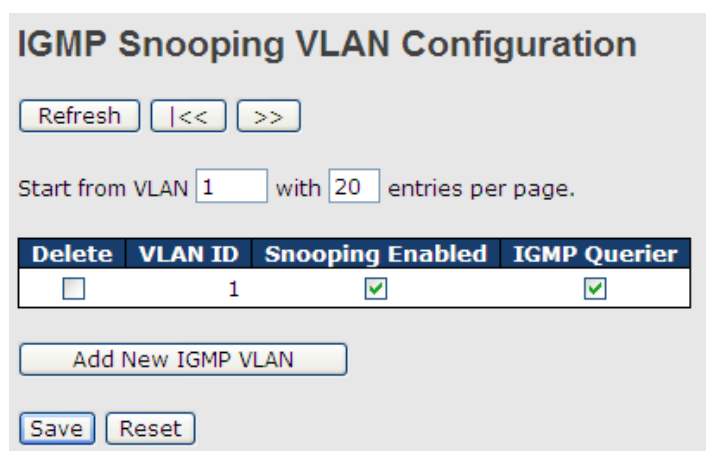 IGMP Snooping VLAN Configuration
Refresh |<< >>
Start from VLAN 1 with 20 entries per page.
Delete VLAN ID Snooping Enabled IGMP Querier
1
Add New IGMP VLAN
Save Reset